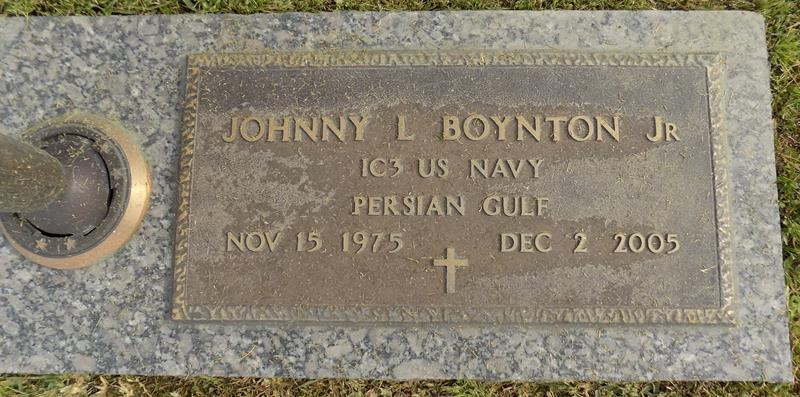 JOHNNY L BOYNTON JR
IC3 US NAVY
PERSIAN GULF
NOV 15 1975 DEC 2 2005